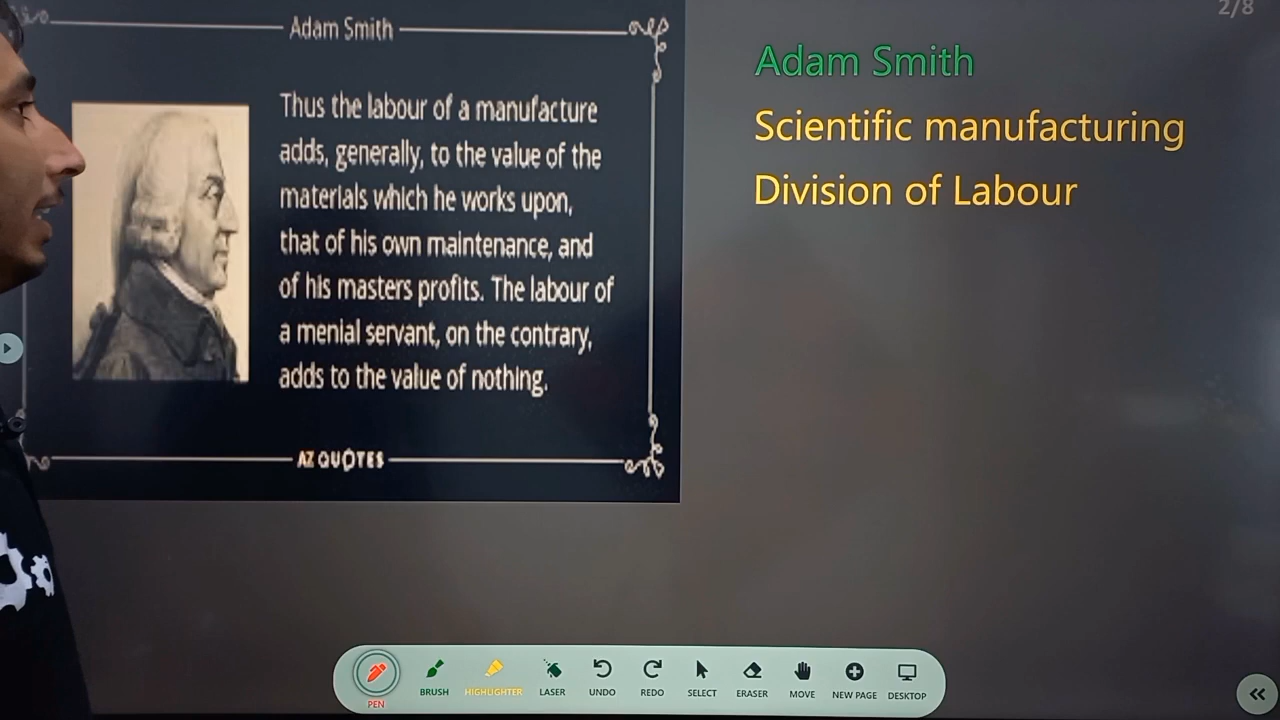 2/8
Adam Smith
Thus the labour of a manufacture
adds, generally, to the value of the
materials which he works upon,
that of his own maintenance, and
of his masters profits. The labour of
a menial servant, on the contrary,
adds to the value of nothing.
AZ QUOTES
Adam Smith
Scientific manufacturing
Division of Labour
PEN
BRUSH
HIGHLIGHTER
LASER
UNDO
REDO
SELECT
ERASER
MOVE
NEW PAGE
DESKTOP